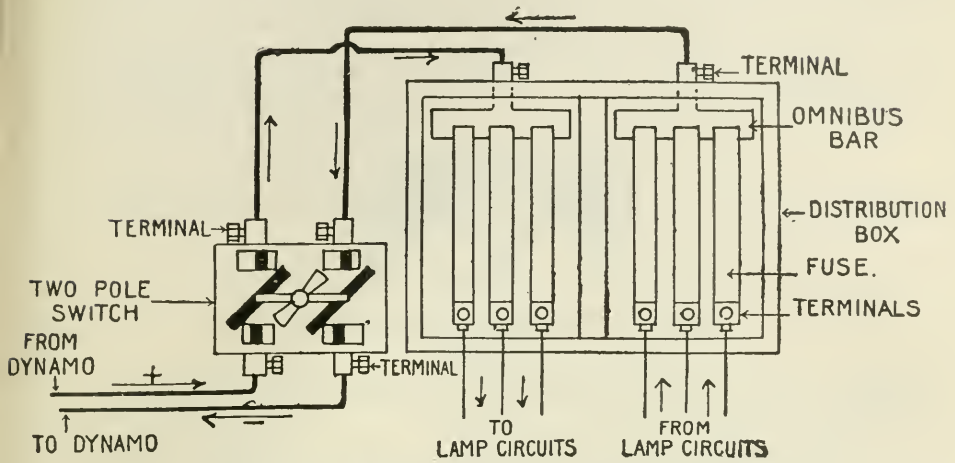 TERMINAL
OMNIBUS
BAR
TERMINAL
DISTRIBUTION
BOX
FUSE.
TWO POLE
SWITCH
TERMINALS
FROM
DYNAMO
+
TERMINAL
−
TO DYNAMO
TO
LAMP CIRCUITS
FROM
LAMP CIRCUITS